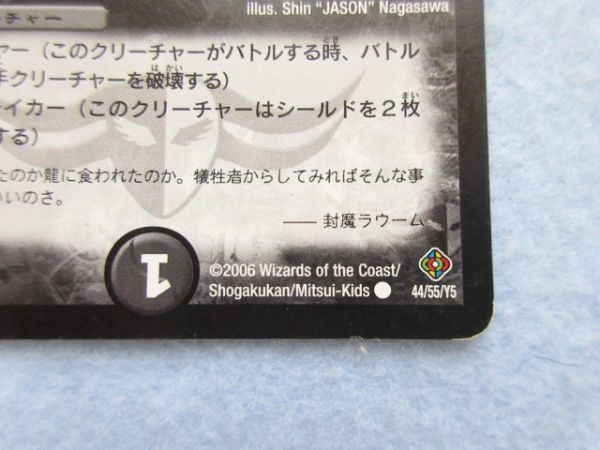 illus. Shin "JASON" Nagasawa
チャー
ヤー（このクリーチャーがバトルする時、バトル
手クリーチャーを破壊する）
レイカー（このクリーチャーはシールドを２枚
する）
たのか龍に食われたのか。犠牲者からしてみればそんな事
いいのさ。
―― 封魔ラウーム
1
©2006 Wizards of the Coast/
Shogakukan/Mitsui-Kids
44/55/Y5